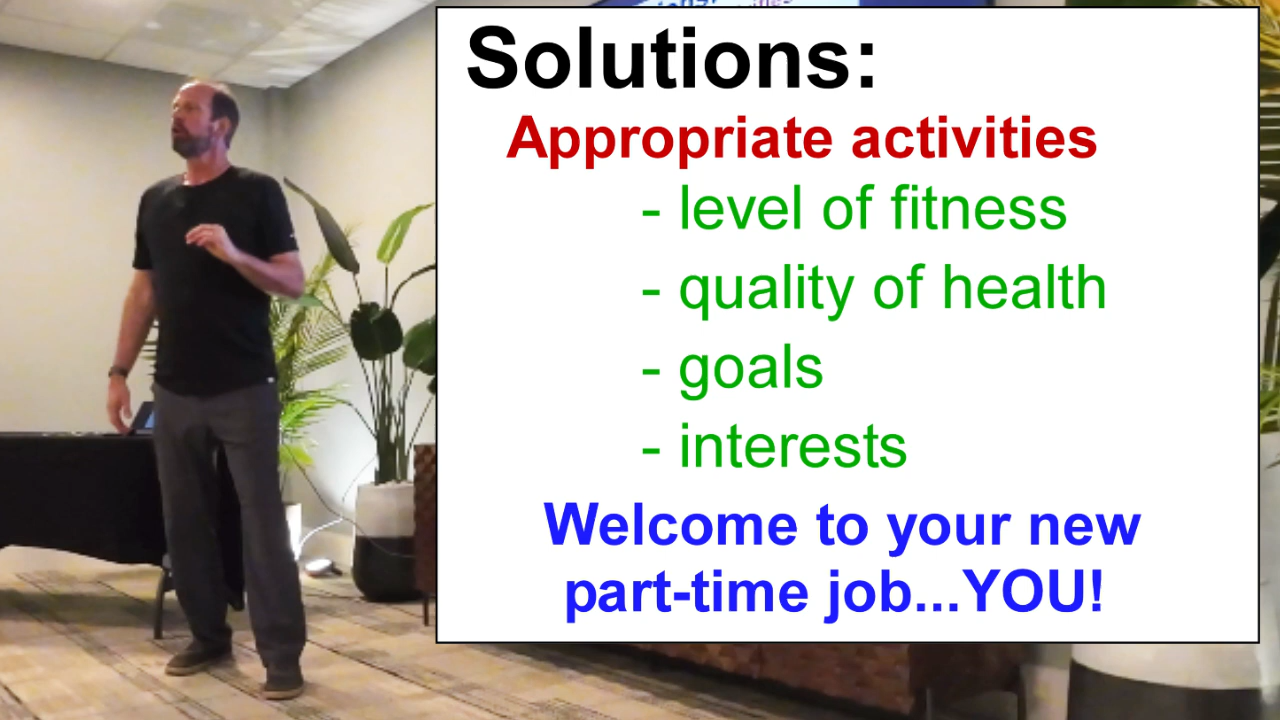 Solutions:
Appropriate activities
- level of fitness
- quality of health
- goals
- interests
Welcome to your new
part-time job...YOU!